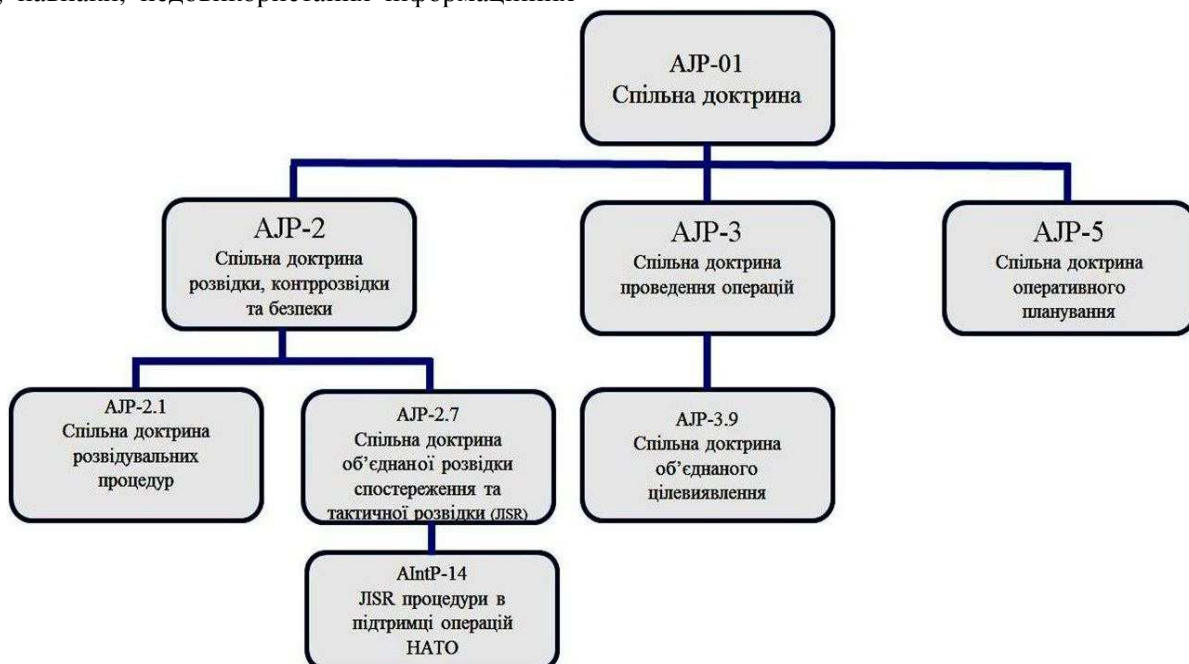 навпаки, недовикористання інформаційних
AJP-01
Спільна доктрина
AJP-2
Спільна доктрина
розвідки, контррозвідки
та безпеки
AJP-3
Спільна доктрина
проведення операцій
AJP-5
Спільна доктрина
оперативного
планування
AJP-2.1
Спільна доктрина
розвідувальних
процедур
AJP-2.7
Спільна доктрина
об’єднаної розвідки
спостереження та
тактичної розвідки (JISR)
AJP-3.9
Спільна доктрина
об’єднаного
цілевиявлення
AIntP-14
JISR процедури в
підтримці операцій
НАТО